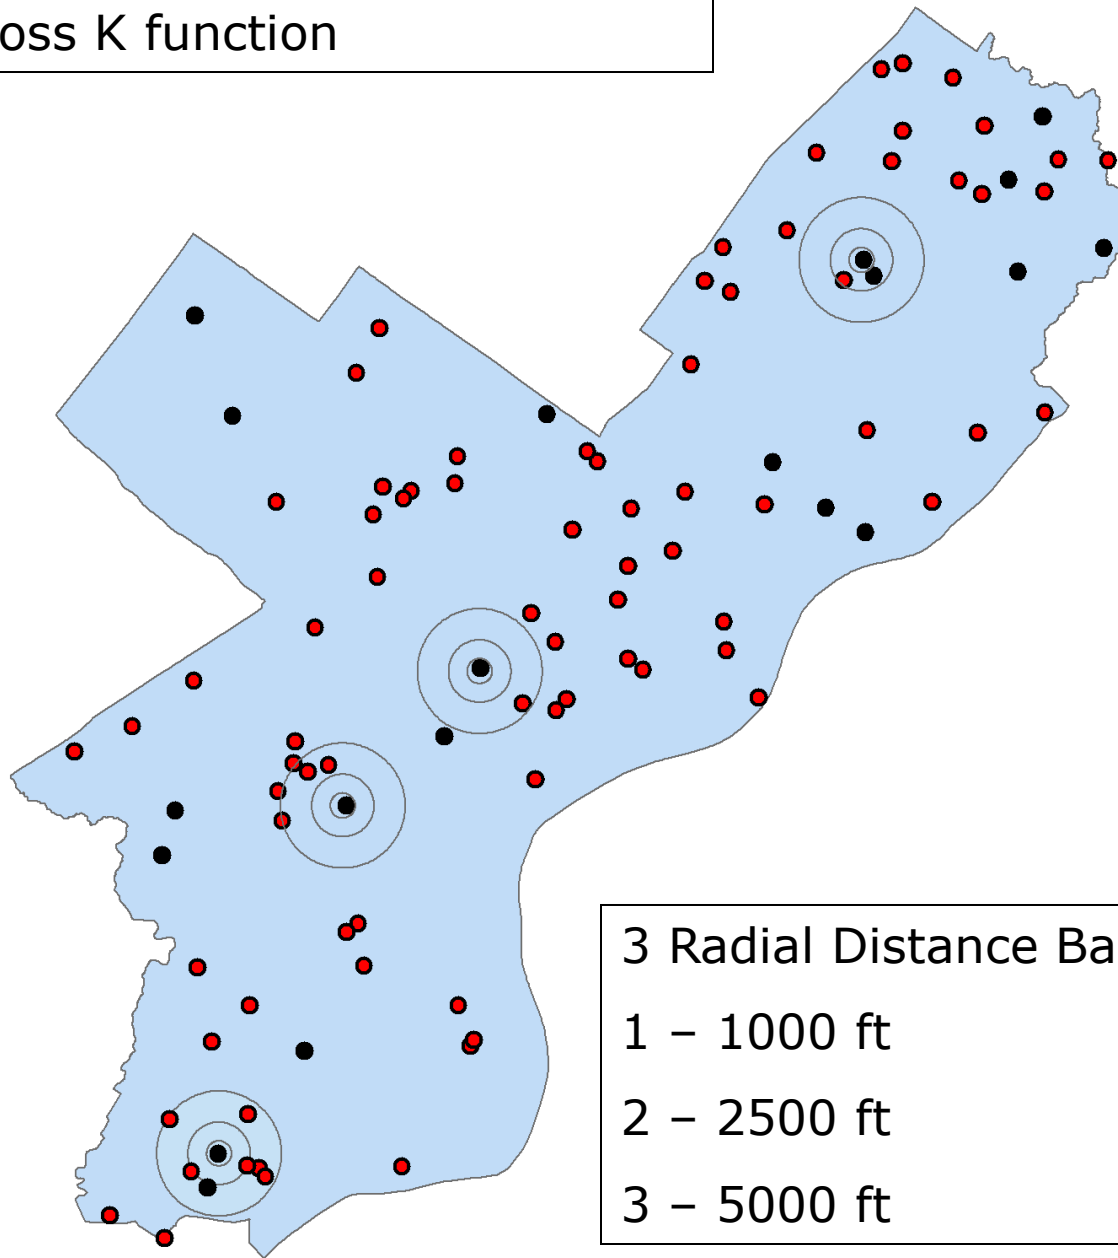 oss K function
3 Radial Distance Ba
1 – 1000 ft
2 – 2500 ft
3 – 5000 ft